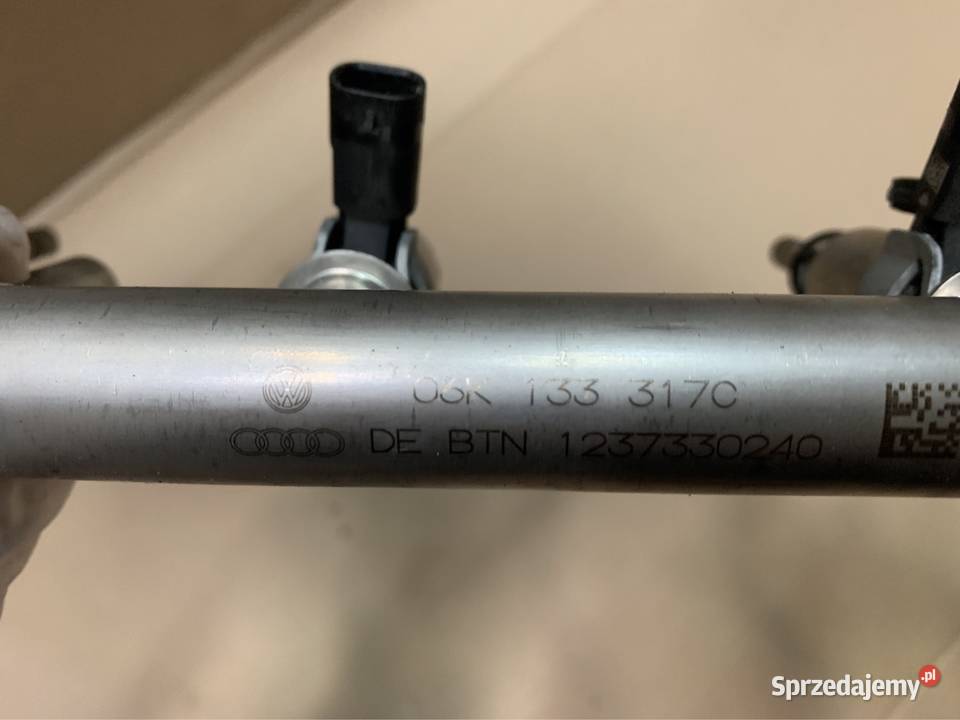 06K 133 317C
DE BTN 1237330240
Sprzedajemy.pl